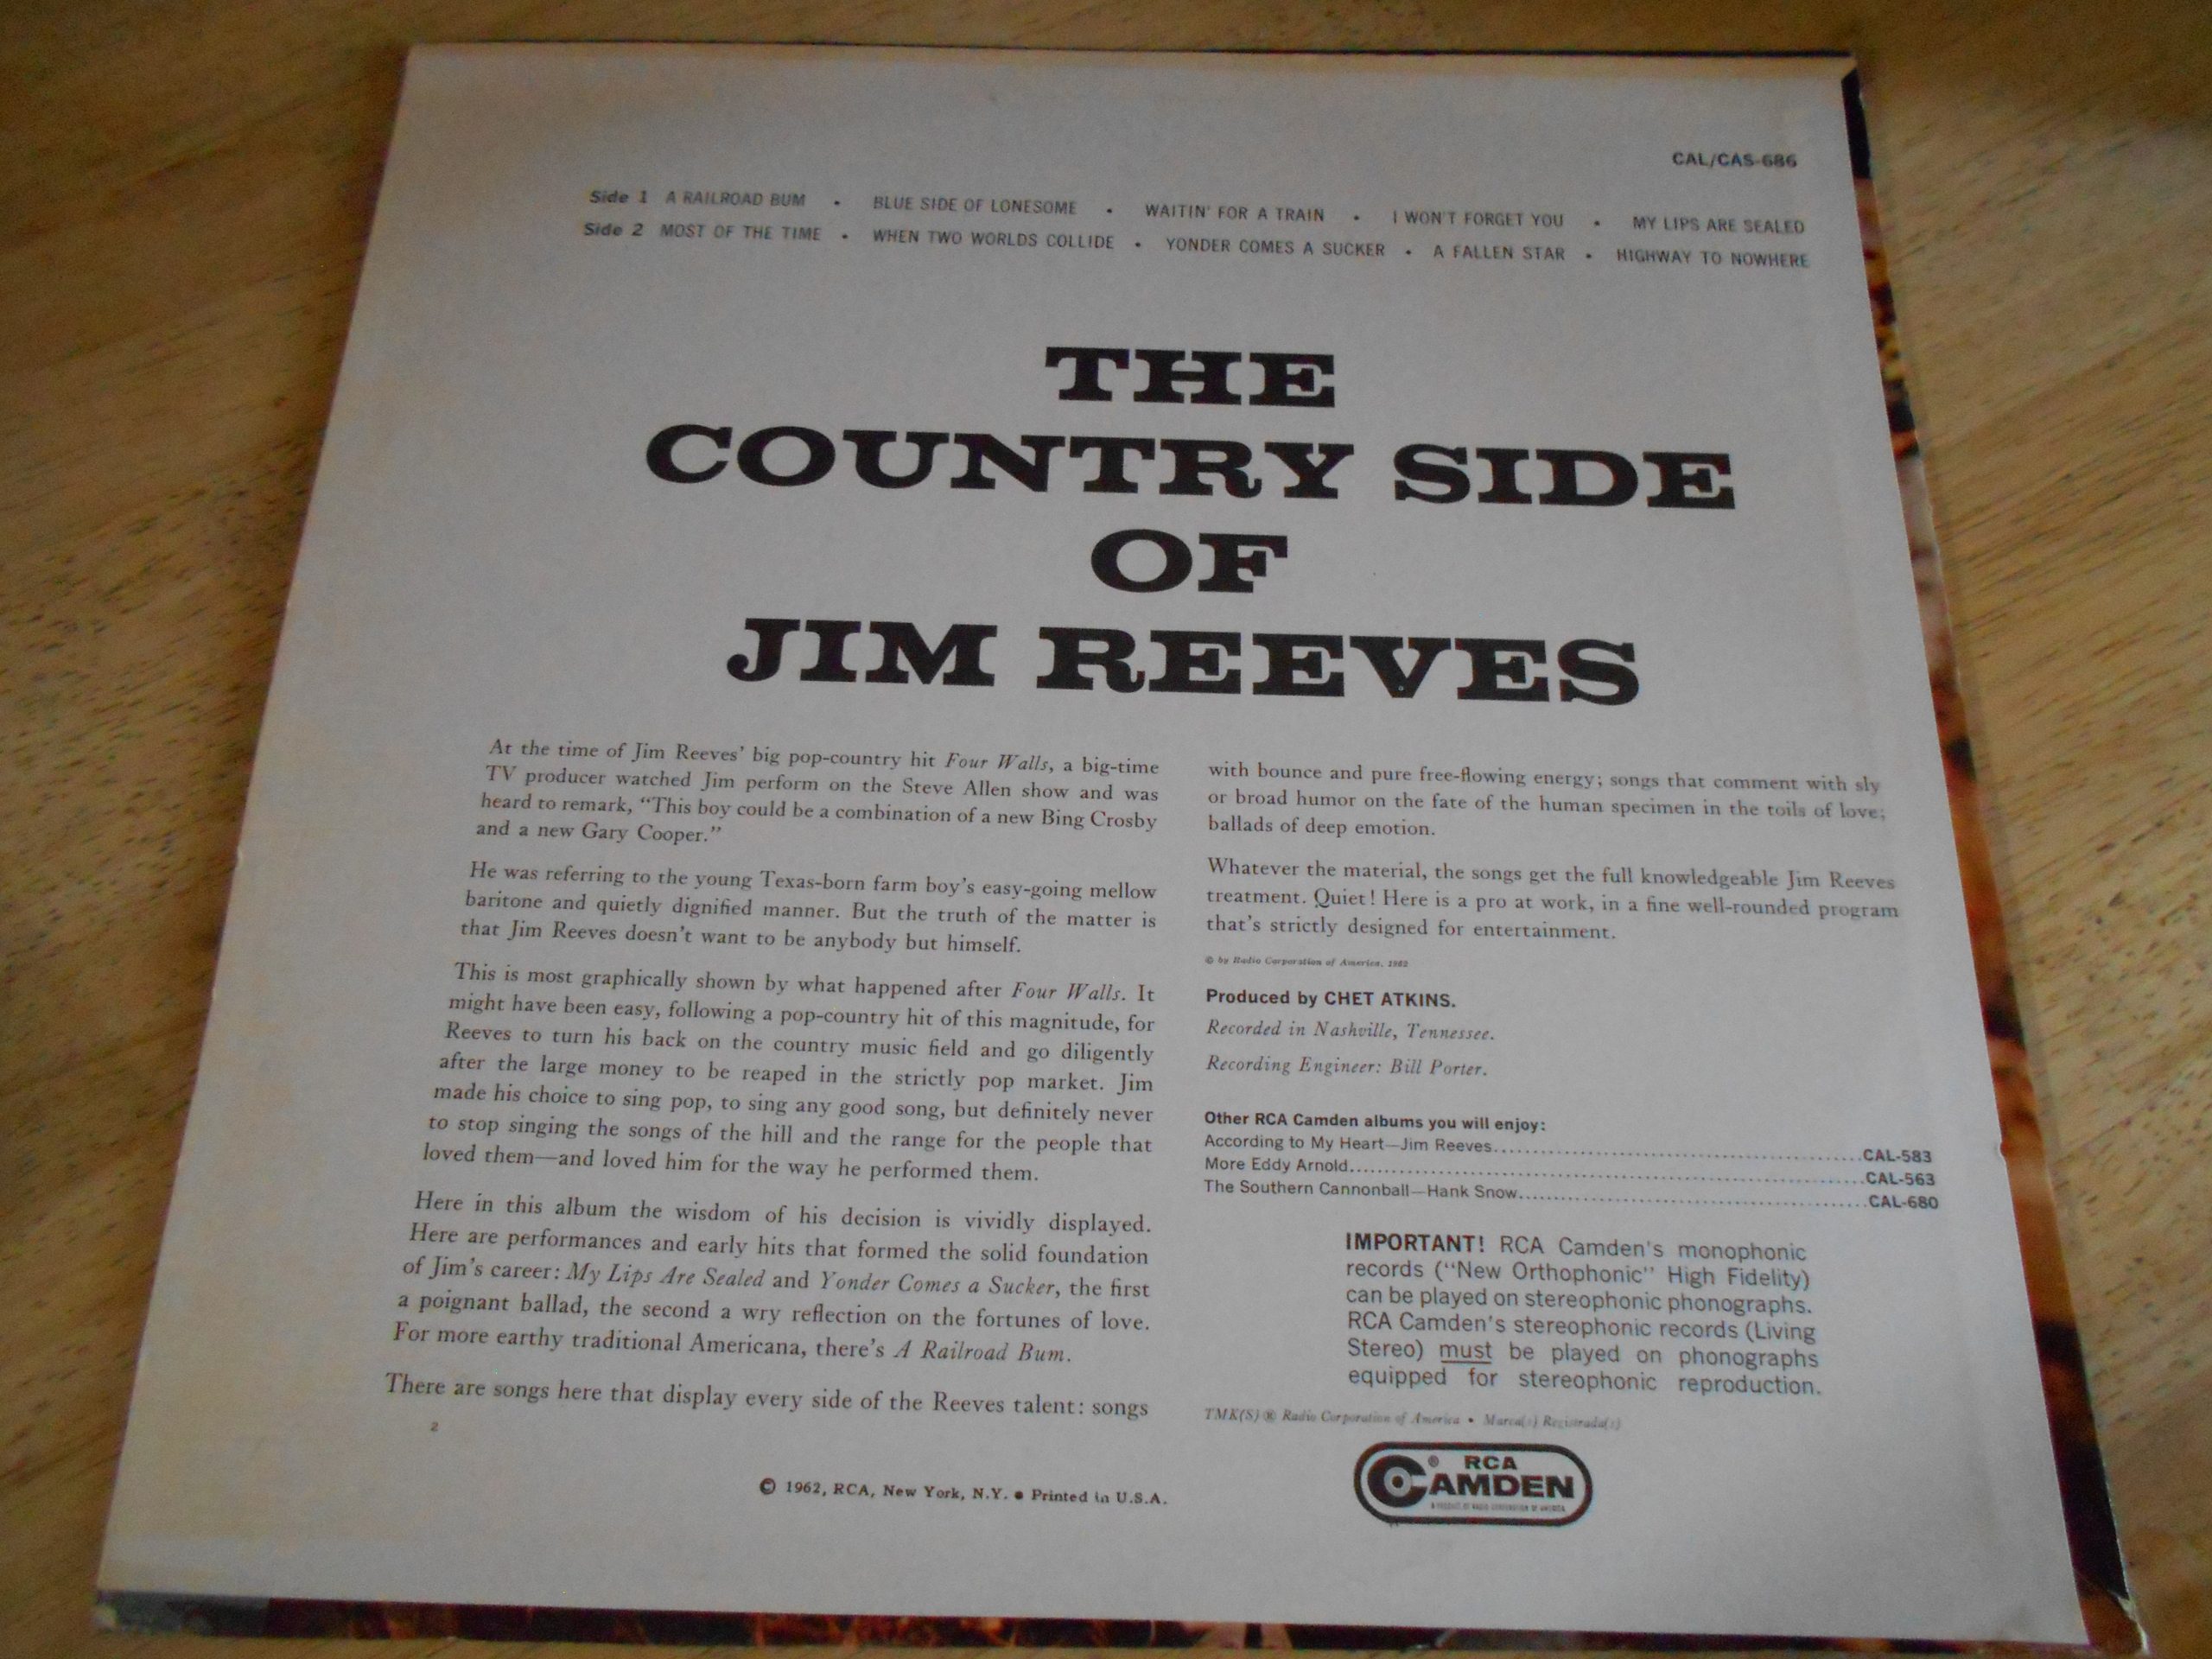 CAL/CAS-686
Side 1 A RAILROAD BUM • BLUE SIDE OF LONESOME • WAITIN' FOR A TRAIN • I WON'T FORGET YOU • MY LIPS ARE SEALED
Side 2 MOST OF THE TIME • WHEN TWO WORLDS COLLIDE • YONDER COMES A SUCKER • A FALLEN STAR • HIGHWAY TO NOWHERE
THE
COUNTRY SIDE
OF
JIM REEVES
At the time of Jim Reeves' big pop-country hit Four Walls, a big-time
TV producer watched Jim perform on the Steve Allen show and was
heard to remark, "This boy could be a combination of a new Bing Crosby
and a new Gary Cooper."
He was referring to the young Texas-born farm boy's easy-going mellow
baritone and quietly dignified manner. But the truth of the matter is
that Jim Reeves doesn't want to be anybody but himself.
This is most graphically shown by what happened after Four Walls. It
might have been easy, following a pop-country hit of this magnitude, for
Reeves to turn his back on the country music field and go diligently
after the large money to be reaped in the strictly pop market. Jim
made his choice to sing pop, to sing any good song, but definitely never
to stop singing the songs of the hill and the range for the people that
loved them—and loved him for the way he performed them.
Here in this album the wisdom of his decision is vividly displayed.
Here are performances and early hits that formed the solid foundation
of Jim's career: My Lips Are Sealed and Yonder Comes a Sucker, the first
a poignant ballad, the second a wry reflection on the fortunes of love.
For more earthy traditional Americana, there's A Railroad Bum.
There are songs here that display every side of the Reeves talent: songs
2
with bounce and pure free-flowing energy; songs that comment with sly
or broad humor on the fate of the human specimen in the toils of love;
ballads of deep emotion.
Whatever the material, the songs get the full knowledgeable Jim Reeves
treatment. Quiet! Here is a pro at work, in a fine well-rounded program
that's strictly designed for entertainment.
© by Radio Corporation of America, 1962
Produced by CHET ATKINS.
Recorded in Nashville, Tennessee.
Recording Engineer: Bill Porter.
Other RCA Camden albums you will enjoy:
According to My Heart—Jim Reeves........CAL-583
More Eddy Arnold........CAL-563
The Southern Cannonball—Hank Snow........CAL-680
IMPORTANT! RCA Camden's monophonic
records ("New Orthophonic" High Fidelity)
can be played on stereophonic phonographs.
RCA Camden's stereophonic records (Living
Stereo) must be played on phonographs
equipped for stereophonic reproduction.
TMK(S) ® Radio Corporation of America • Marca(s) Registrada(s)
© 1962, RCA, New York, N.Y. • Printed in U.S.A.
® RCA
CAMDEN
A PRODUCT OF RADIO CORPORATION OF AMERICA